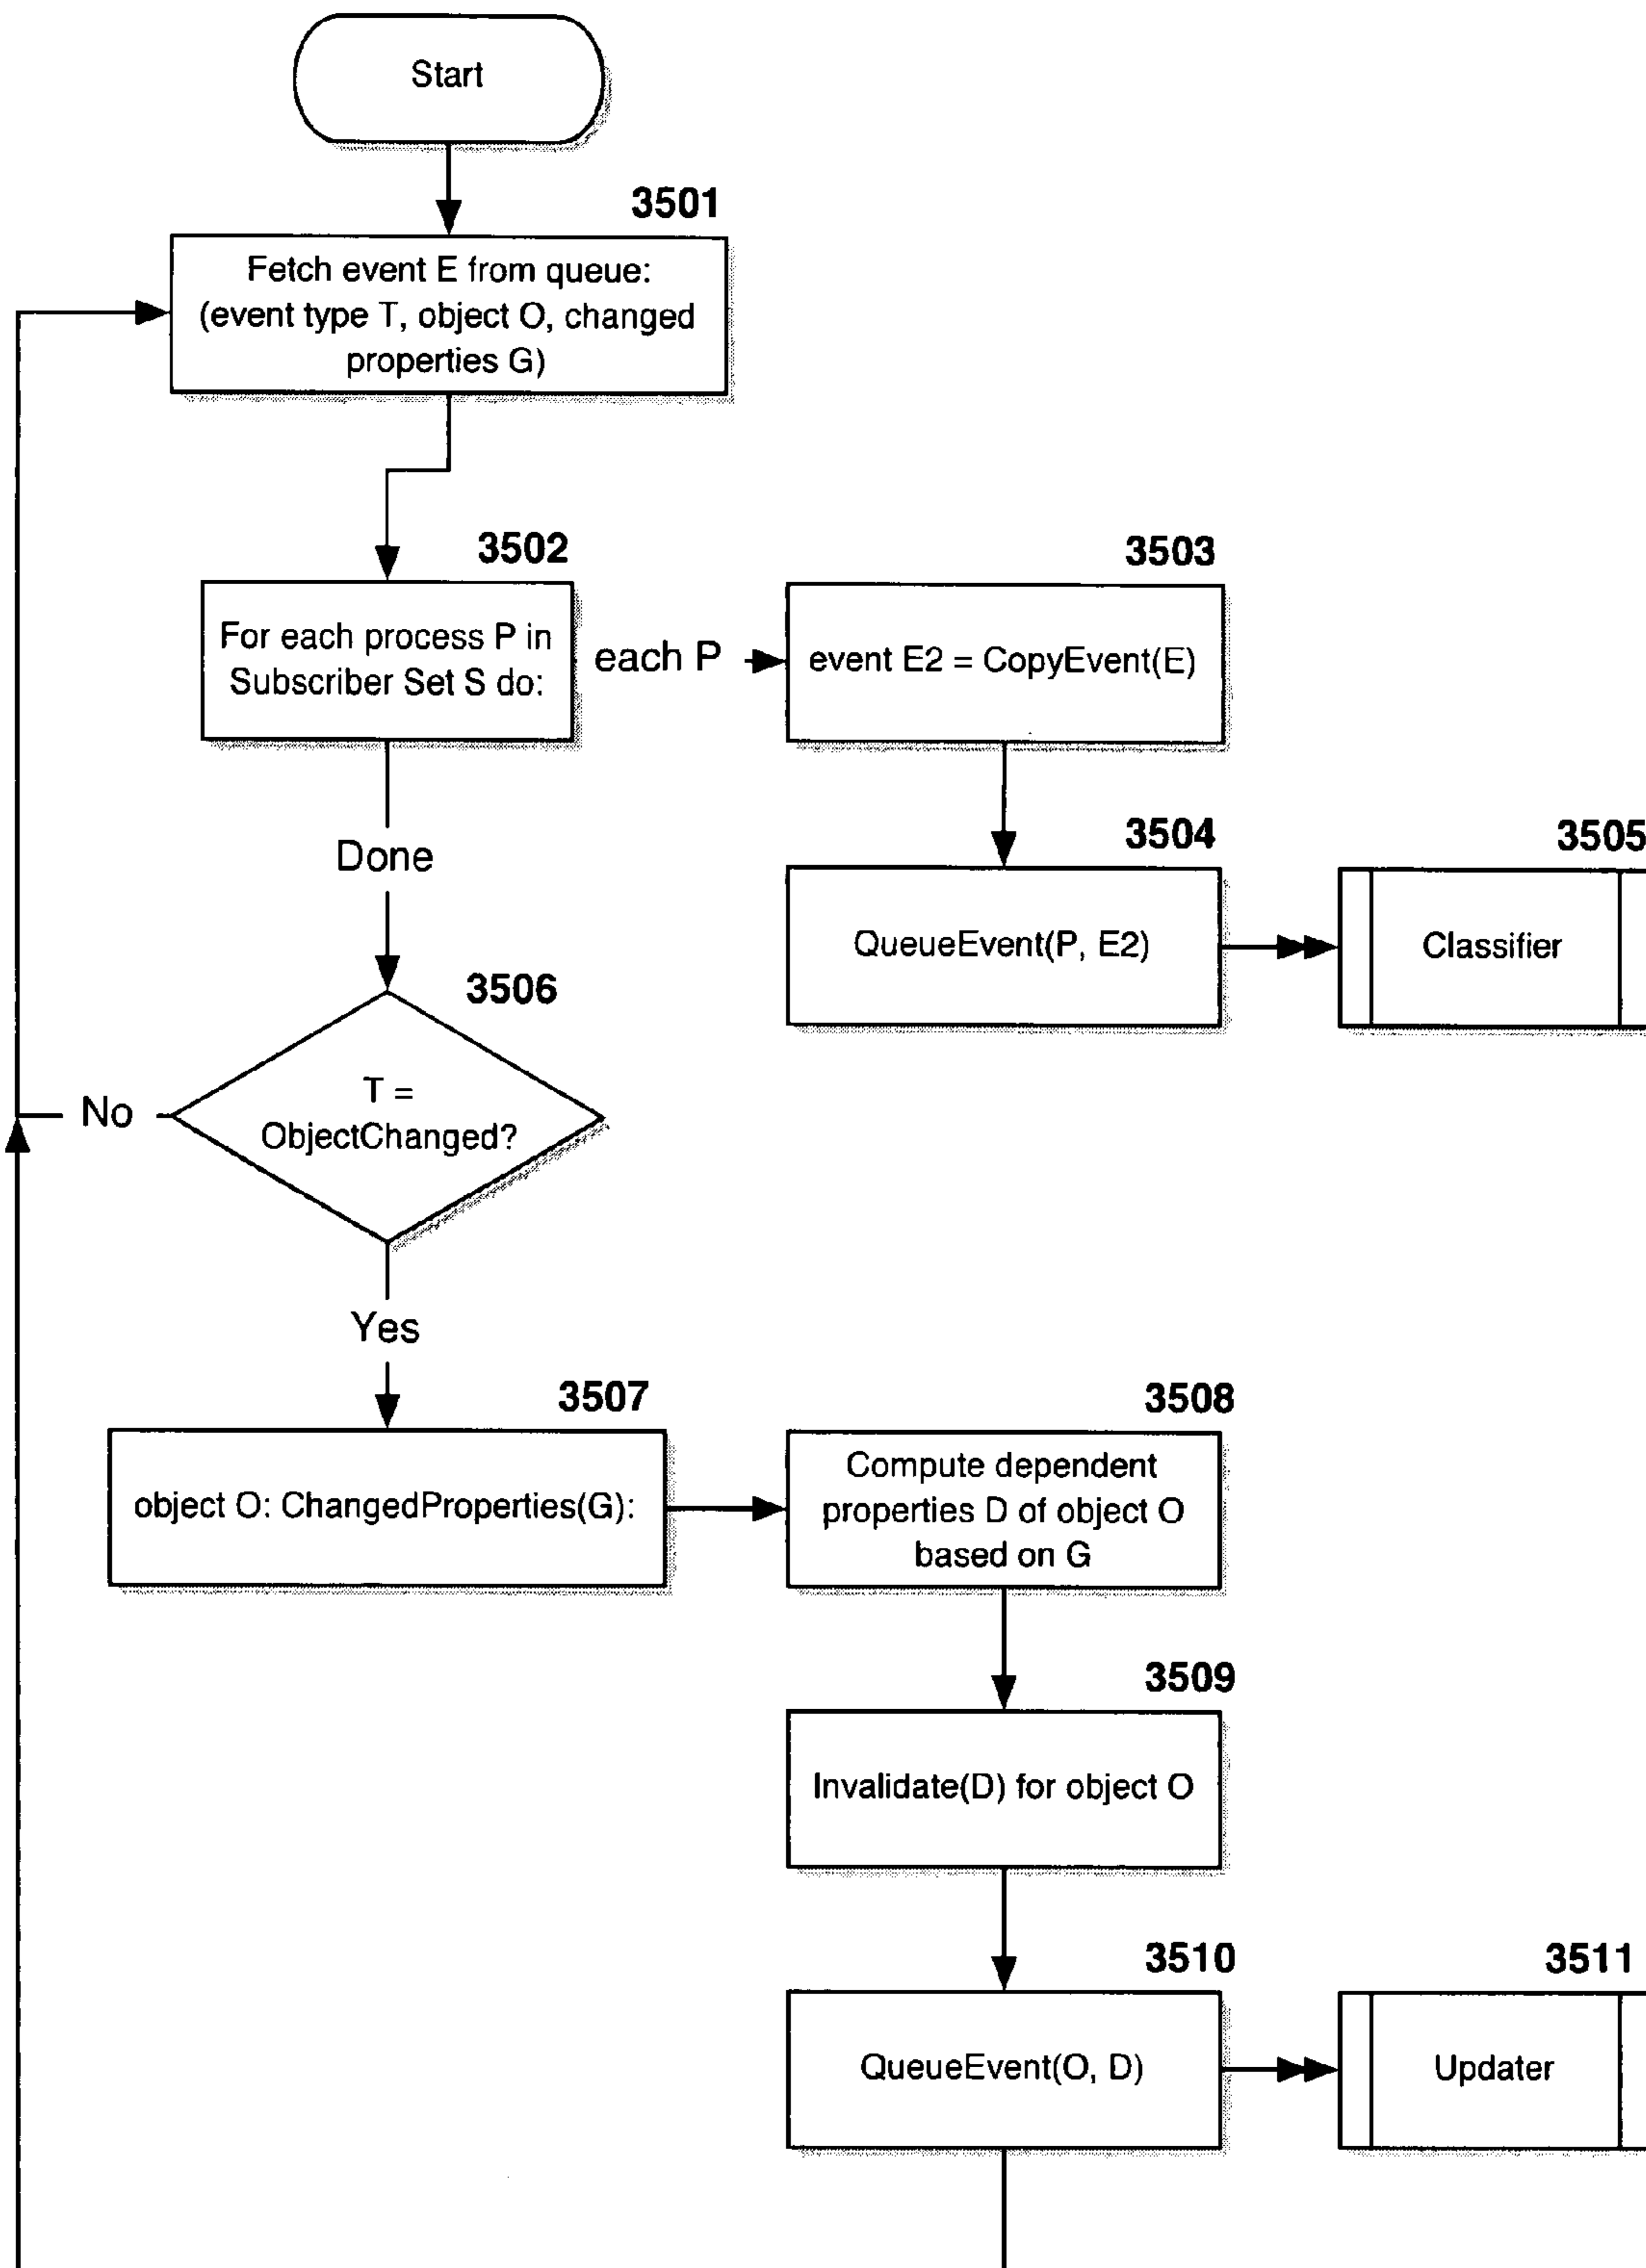 Start
3501
Fetch event E from queue:
(event type T, object O, changed
properties G)
3502
For each process P in
Subscriber Set S do:
each P
3503
event E2 = CopyEvent(E)
3504
QueueEvent(P, E2)
3505
Classifier
Done
3506
T =
ObjectChanged?
No
Yes
3507
object O: ChangedProperties(G):
3508
Compute dependent
properties D of object O
based on G
3509
Invalidate(D) for object O
3510
QueueEvent(O, D)
3511
Updater